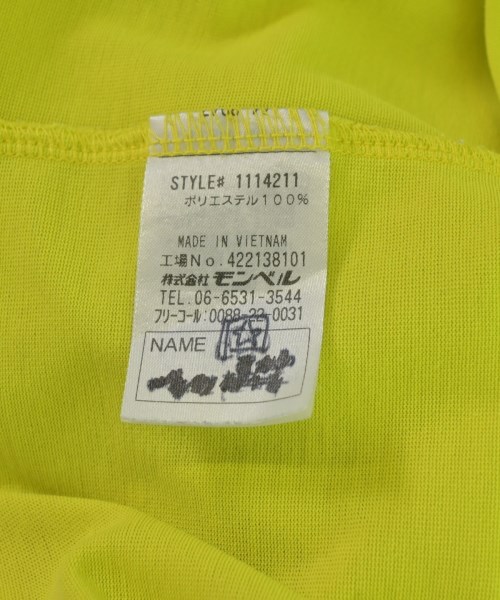 STYLE# 1114211
ポリエステル100%
MADE IN VIETNAM
工場No.422138101
株式会社モンベル
TEL.06-6531-3544
フリーコール:0088-22-0031
NAME